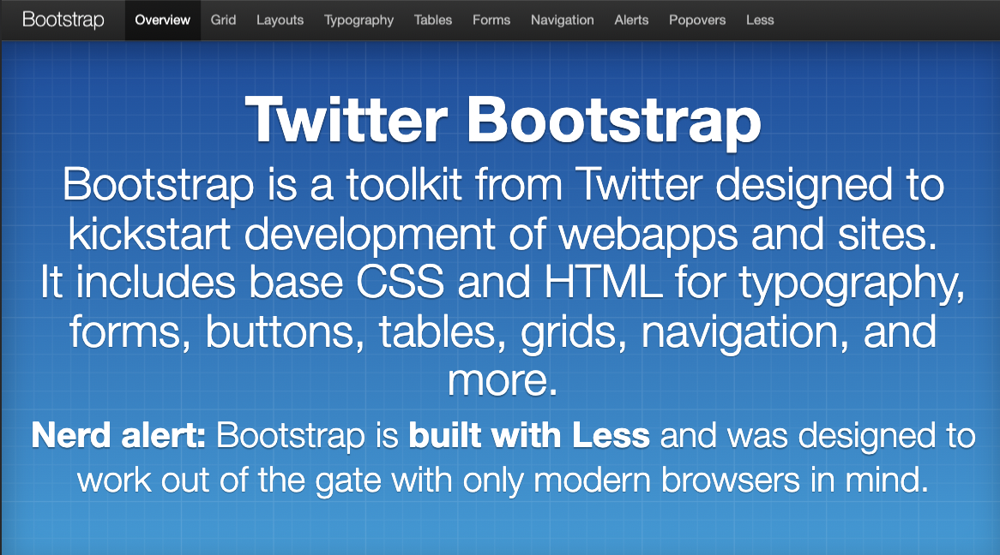 Bootstrap Overview Grid Layouts Typography Tables Forms Navigation Alerts Popovers Less
Twitter Bootstrap
Bootstrap is a toolkit from Twitter designed to
kickstart development of webapps and sites.
It includes base CSS and HTML for typography,
forms, buttons, tables, grids, navigation, and
more.
Nerd alert: Bootstrap is built with Less and was designed to
work out of the gate with only modern browsers in mind.